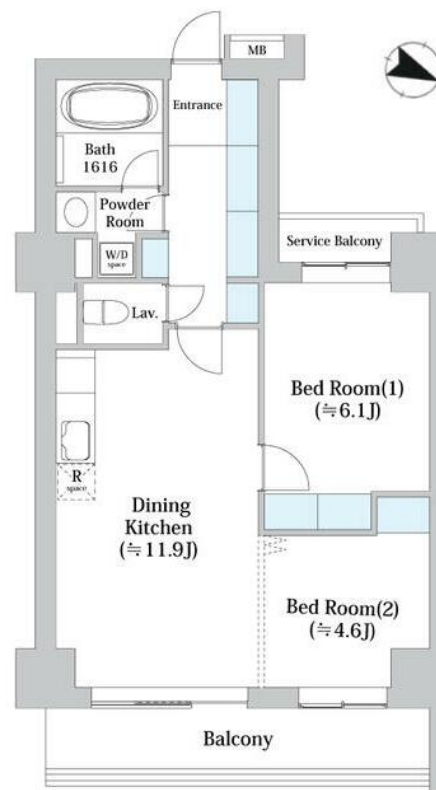 MB
Entrance
Bath
1616
Powder
Room
W/D
space
Service Balcony
Lav.
Bed Room(1)
(≒6.1J)
R
space
Dining
Kitchen
(≒11.9J)
Bed Room(2)
(≒4.6J)
Balcony